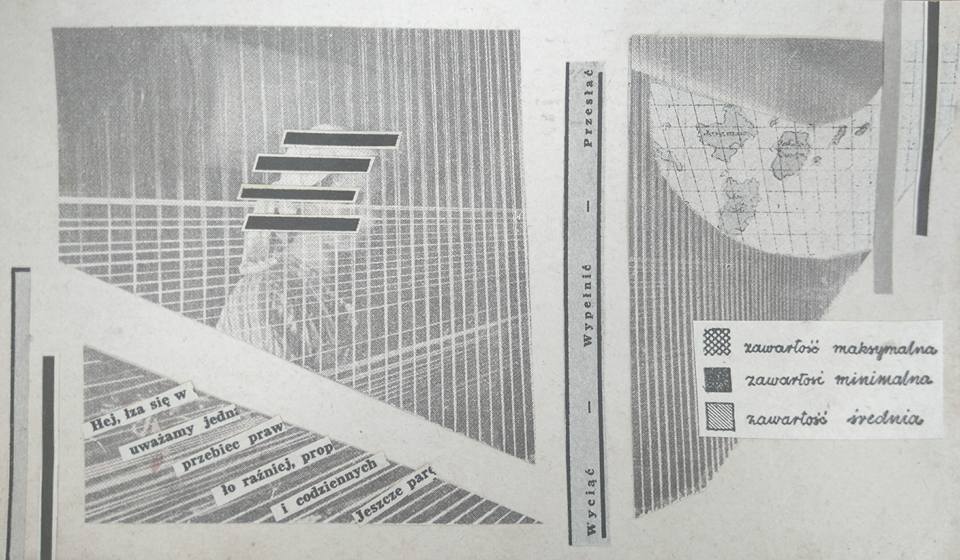 Hej, łza się w
uważamy jedn
przebiec praw
ło raźniej, prop
i codziennych
Jeszcze parę
Wyciąć — Wypełnić — Przesłać
zawartość maksymalna
zawartość minimalna
zawartość średnia